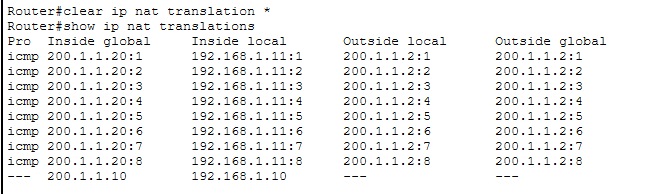 Router#clear ip nat translation *
Router#show ip nat translations
Pro Inside global Inside local Outside local Outside global
icmp 200.1.1.20:1 192.168.1.11:1 200.1.1.2:1 200.1.1.2:1
icmp 200.1.1.20:2 192.168.1.11:2 200.1.1.2:2 200.1.1.2:2
icmp 200.1.1.20:3 192.168.1.11:3 200.1.1.2:3 200.1.1.2:3
icmp 200.1.1.20:4 192.168.1.11:4 200.1.1.2:4 200.1.1.2:4
icmp 200.1.1.20:5 192.168.1.11:5 200.1.1.2:5 200.1.1.2:5
icmp 200.1.1.20:6 192.168.1.11:6 200.1.1.2:6 200.1.1.2:6
icmp 200.1.1.20:7 192.168.1.11:7 200.1.1.2:7 200.1.1.2:7
icmp 200.1.1.20:8 192.168.1.11:8 200.1.1.2:8 200.1.1.2:8
--- 200.1.1.10 192.168.1.10 --- ---